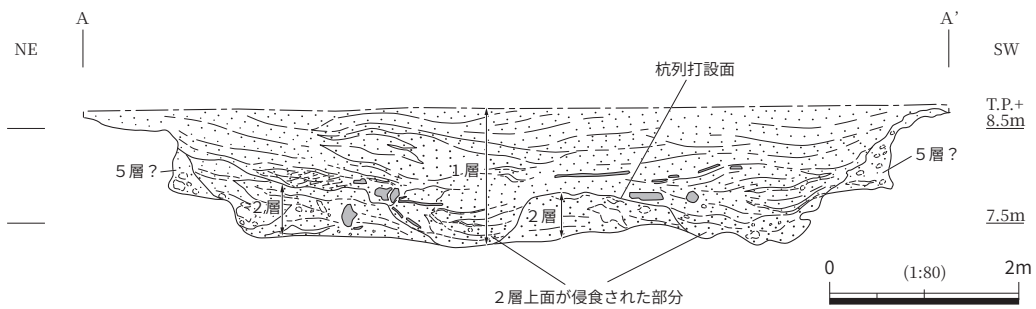 A
A’
NE
SW
杭列打設面
T.P.+
8.5m
5層？
1層
5層？
2層
2層
7.5m
0
(1:80)
2m
2層上面が侵食された部分